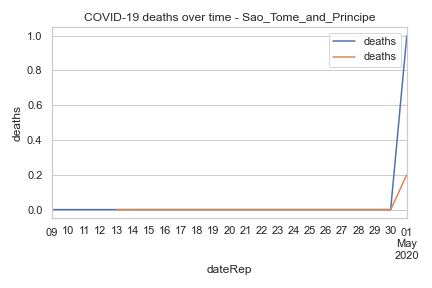 COVID-19 deaths over time - Sao_Tome_and_Principe
deaths
deaths
deaths
1.0
0.8
0.6
0.4
0.2
0.0
09 10 11 12 13 14 15 16 17 18 19 20 21 22 23 24 25 26 27 28 29 30 01
May
2020
dateRep